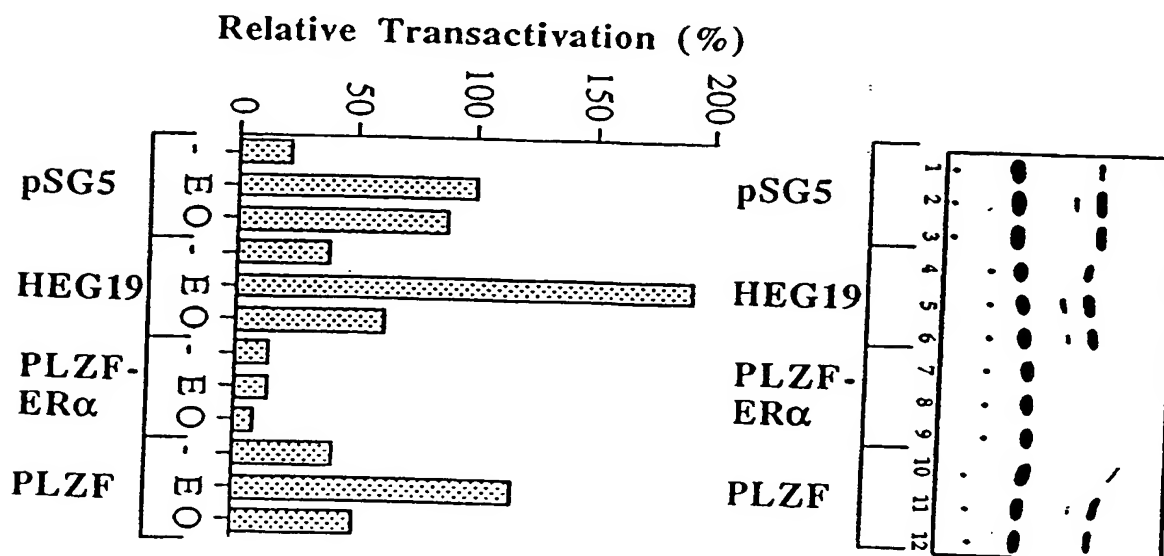 Relative Transactivation (%)
0
50
100
150
200
pSG5
-
E
O
HEG19
-
E
O
PLZF-
ERα
-
E
O
PLZF
-
E
O
pSG5
1
2
3
HEG19
4
5
6
PLZF-
ERα
7
8
9
PLZF
10
11
12